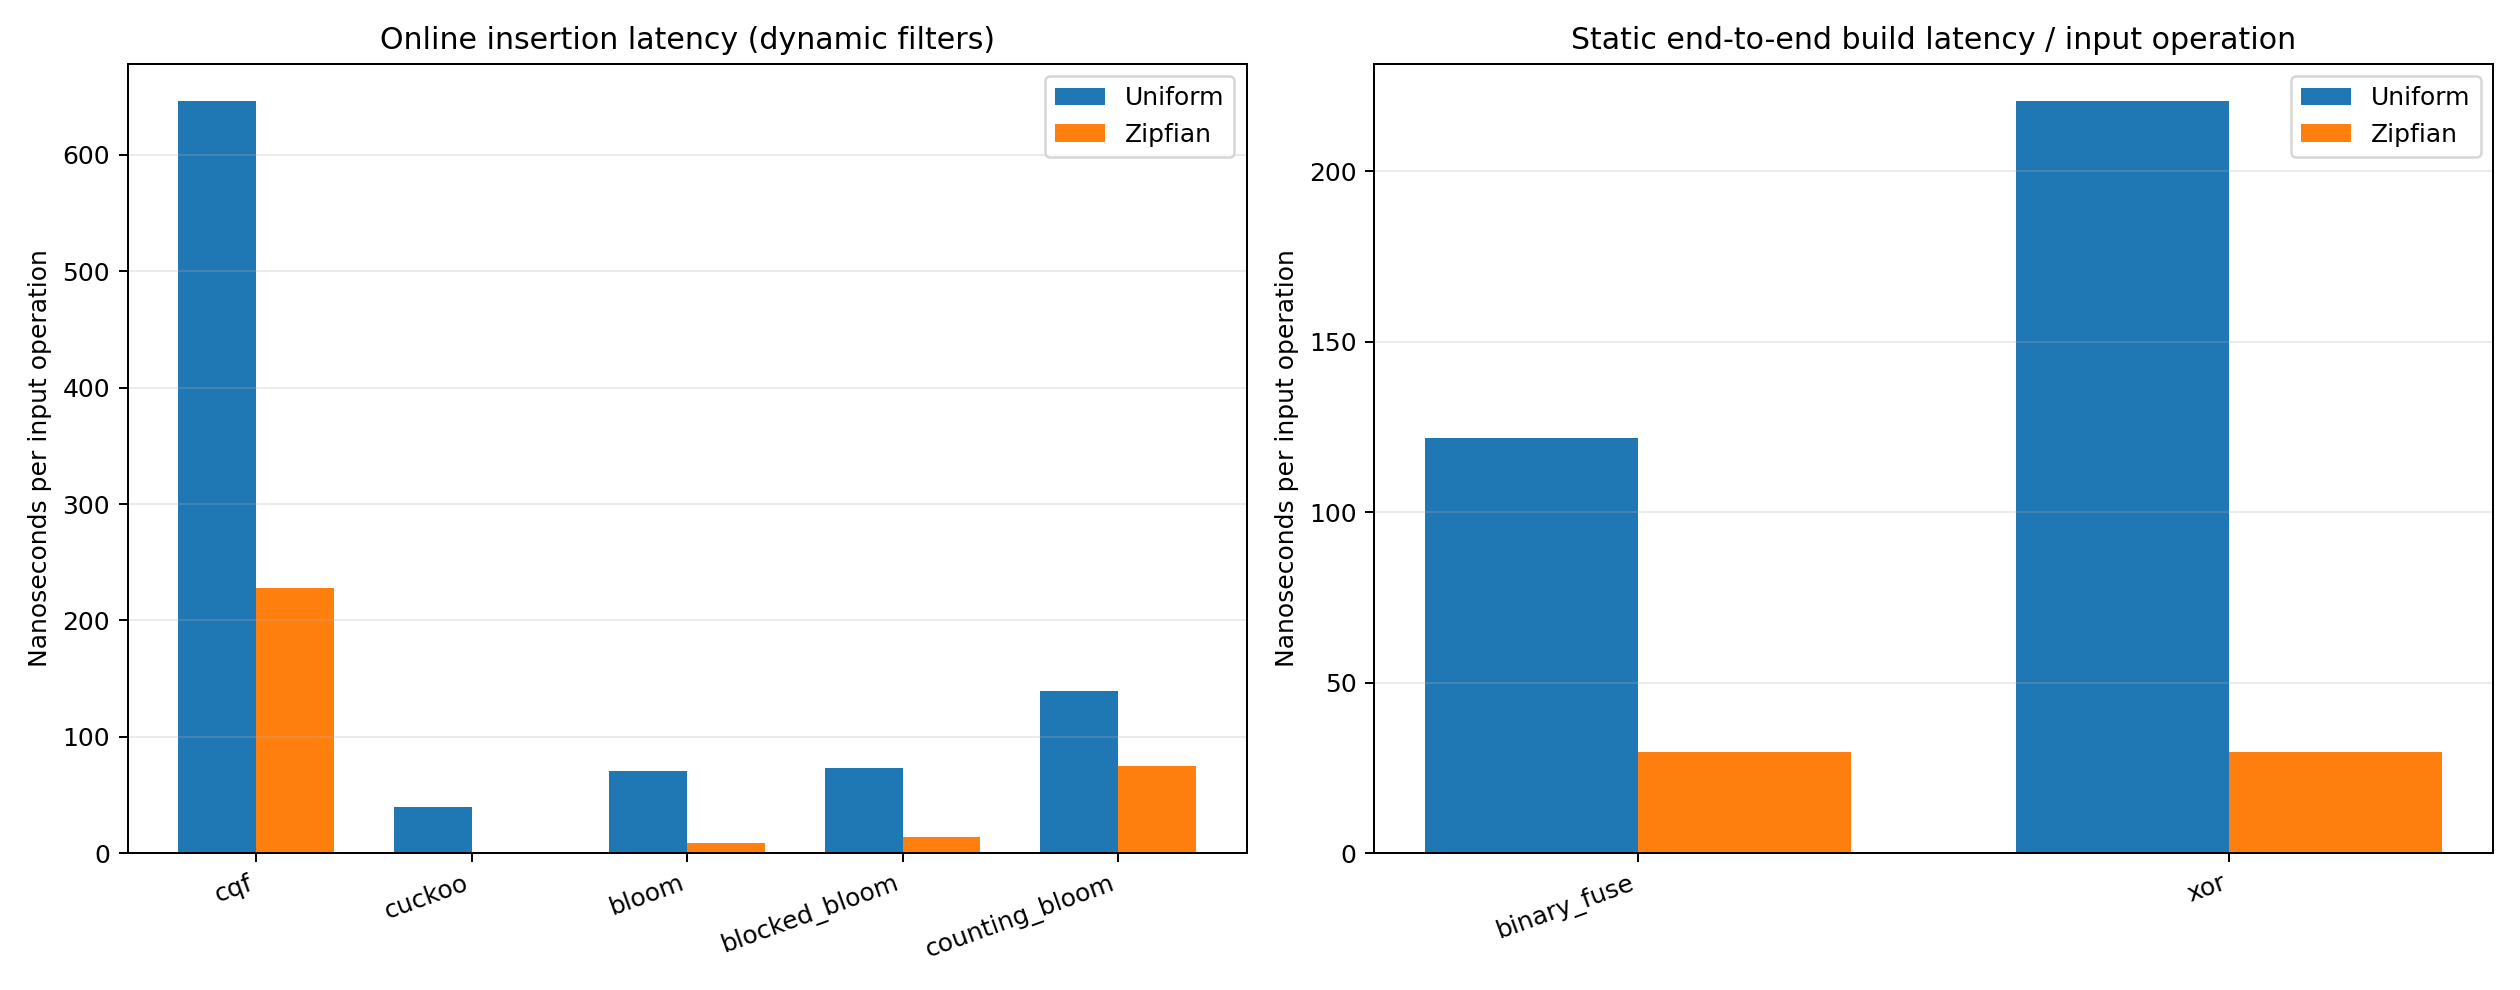 Online insertion latency (dynamic filters)
Nanoseconds per input operation
600
500
400
300
200
100
0
Uniform
Zipfian
cqf
cuckoo
bloom
blocked_bloom
counting_bloom
Static end-to-end build latency / input operation
Nanoseconds per input operation
200
150
100
50
0
Uniform
Zipfian
binary_fuse
xor